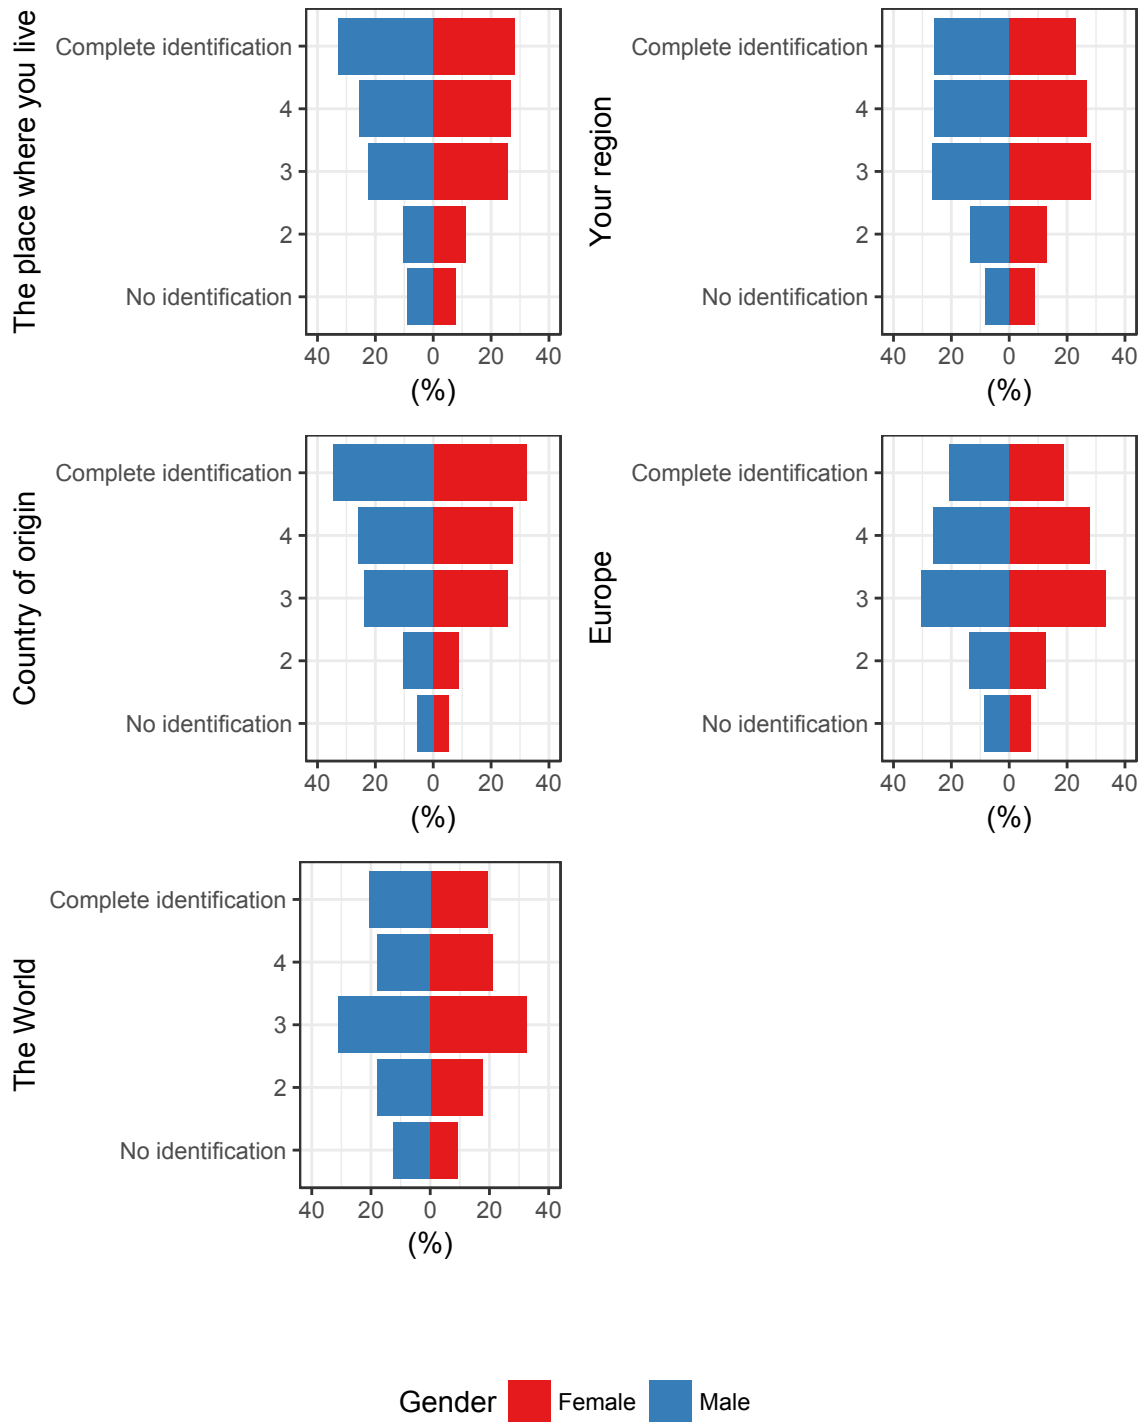 The place where you live
Complete identification
4
3
2
No identification
40 20 0 20 40
(%)
Your region
Complete identification
4
3
2
No identification
40 20 0 20 40
(%)
Country of origin
Complete identification
4
3
2
No identification
40 20 0 20 40
(%)
Europe
Complete identification
4
3
2
No identification
40 20 0 20 40
(%)
The World
Complete identification
4
3
2
No identification
40 20 0 20 40
(%)
Gender Female Male